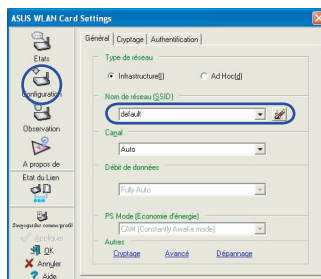 ASUS WLAN Card Settings
Etats
Configuration
Observation
A propos de
Etat du Lien
Sauvegarder comme profil
Appliquer
OK
Annuler
Aide
Général
Cryptage
Authentification
Type de réseau
Infrastructure(I)
Ad Hoc(d)
Nom de réseau (SSID)
default
Canal
Auto
Débit de données
Fully Auto
PS Mode (Economie d'énergie)
CAM (Constantly Awake mode)
Autres
Cryptage
Avancé
Dépannage